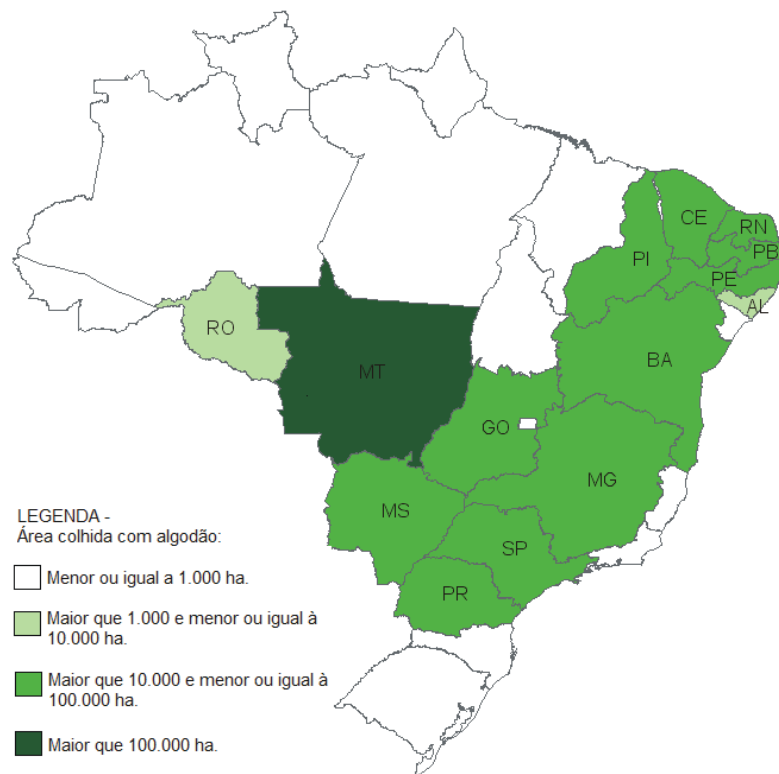 CE
RN
PI
PB
PE
AL
RO
BA
MT
GO
MG
MS
SP
PR
LEGENDA -
Área colhida com algodão:
Menor ou igual a 1.000 ha.
Maior que 1.000 e menor ou igual à
10.000 ha.
Maior que 10.000 e menor ou igual à
100.000 ha.
Maior que 100.000 ha.